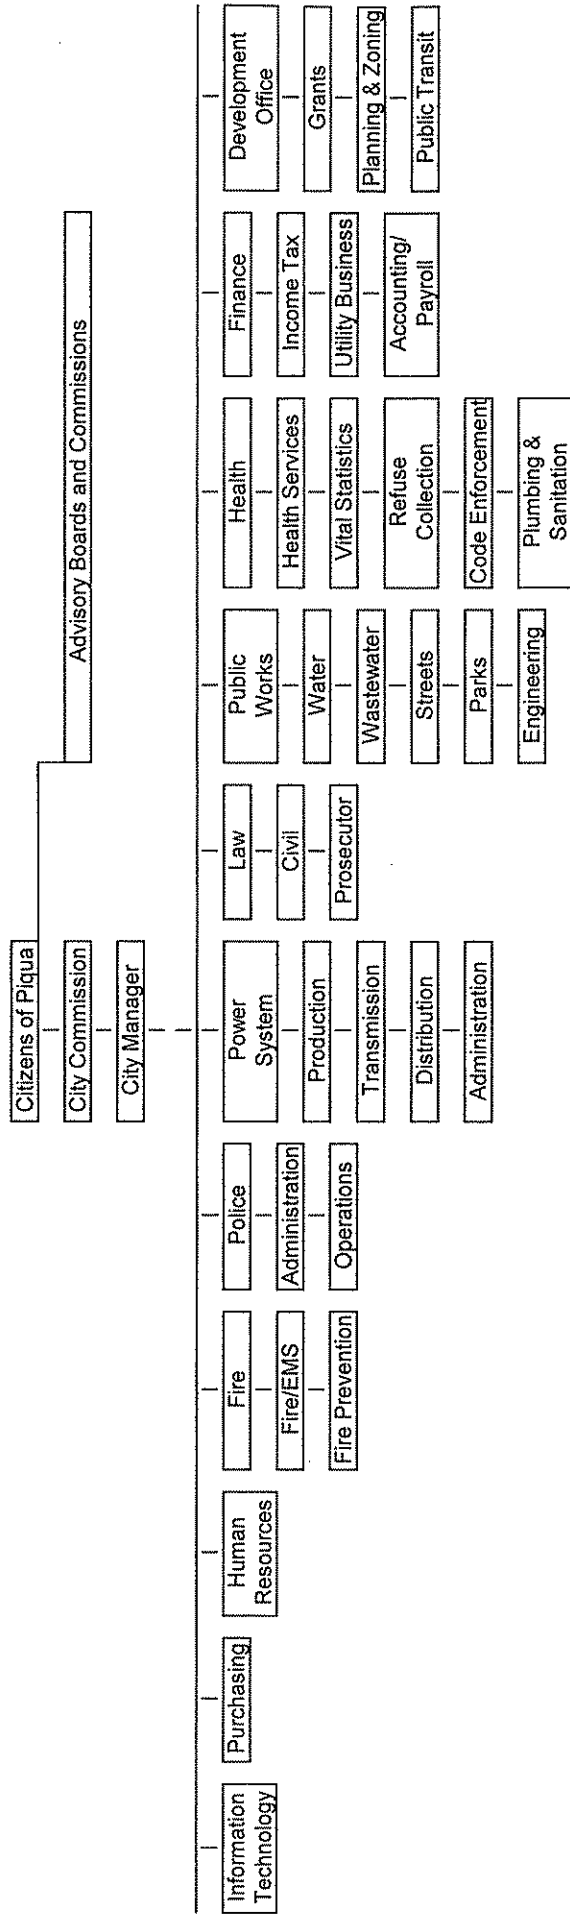 Citizens of Piqua
City Commission
Advisory Boards and Commissions
City Manager
Information
Technology
Purchasing
Human
Resources
Fire
Fire/EMS
Fire Prevention
Police
Administration
Operations
Power
System
Production
Transmission
Distribution
Administration
Law
Civil
Prosecutor
Public
Works
Water
Wastewater
Streets
Parks
Engineering
Health
Health Services
Vital Statistics
Refuse
Collection
Code Enforcement
Plumbing &
Sanitation
Finance
Income Tax
Utility Business
Accounting/
Payroll
Development
Office
Grants
Planning & Zoning
Public Transit